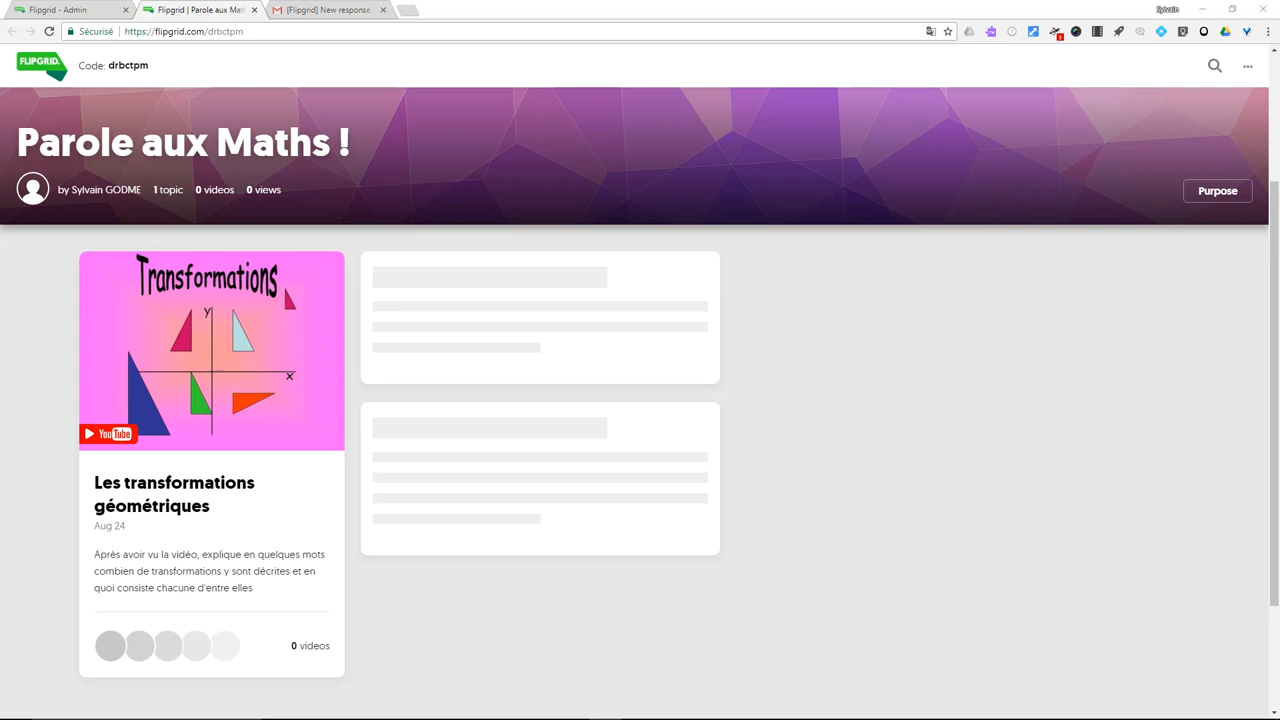 Flipgrid - Admin
Flipgrid | Parole aux Math
[Flipgrid] New response
Sylvain
Sécurisé
https://flipgrid.com/drbctpm
FLIPGRID.
Code: drbctpm
Parole aux Maths !
by Sylvain GODME 1 topic 0 videos 0 views
Purpose
Transformations
y
x
YouTube
Les transformations
géométriques
Aug 24
Après avoir vu la vidéo, explique en quelques mots
combien de transformations y sont décrites et en
quoi consiste chacune d'entre elles
0 videos